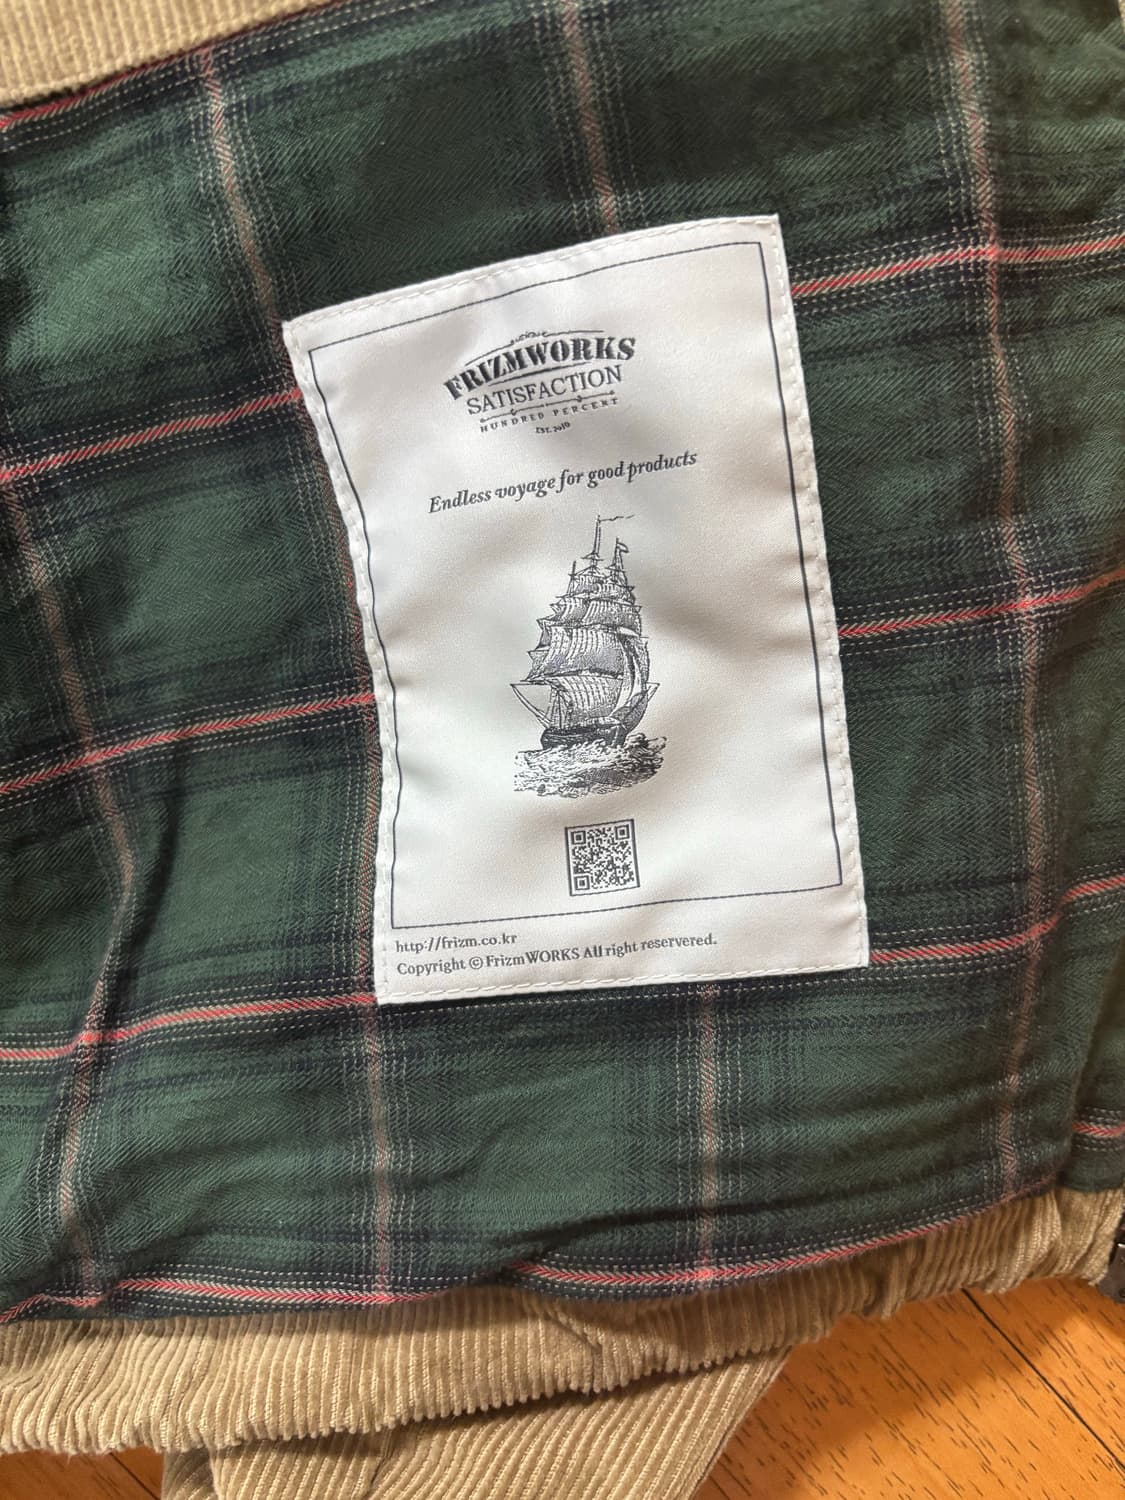 unique
FRIZMWORKS
SATISFACTION
HUNDRED PERCENT
EST. 2010
Endless voyage for good products
http://frizm.co.kr
Copyright © FrizmWORKS All right reservered.